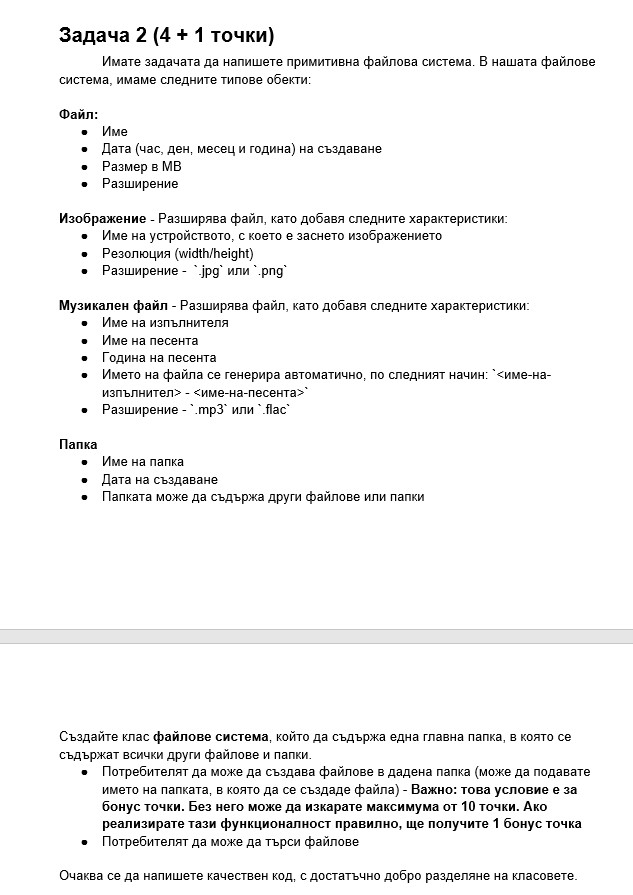 Задача 2 (4 + 1 точки)
Имате задачата да напишете примитивна файлова система. В нашата файлове
система, имаме следните типове обекти:
Файл:
● Име
● Дата (час, ден, месец и година) на създаване
● Размер в MB
● Разширение
Изображение - Разширява файл, като добавя следните характеристики:
● Име на устройството, с което е заснето изображението
● Резолюция (width/height)
● Разширение - `.jpg` или `.png`
Музикален файл - Разширява файл, като добавя следните характеристики:
● Име на изпълнителя
● Име на песента
● Година на песента
● Името на файла се генерира автоматично, по следният начин: `<име-на-
изпълнител> - <име-на-песента>`
● Разширение - `.mp3` или `.flac`
Папка
● Име на папка
● Дата на създаване
● Папката може да съдържа други файлове или папки
Създайте клас файлове система, който да съдържа една главна папка, в която се
съдържат всички други файлове и папки.
● Потребителят да може да създава файлове в дадена папка (може да подавате
името на папката, в която да се създаде файла) - Важно: това условие е за
бонус точки. Без него може да изкарате максимума от 10 точки. Ако
реализирате тази функционалност правилно, ще получите 1 бонус точка
● Потребителят да може да търси файлове
Очаква се да напишете качествен код, с достатъчно добро разделяне на класовете.